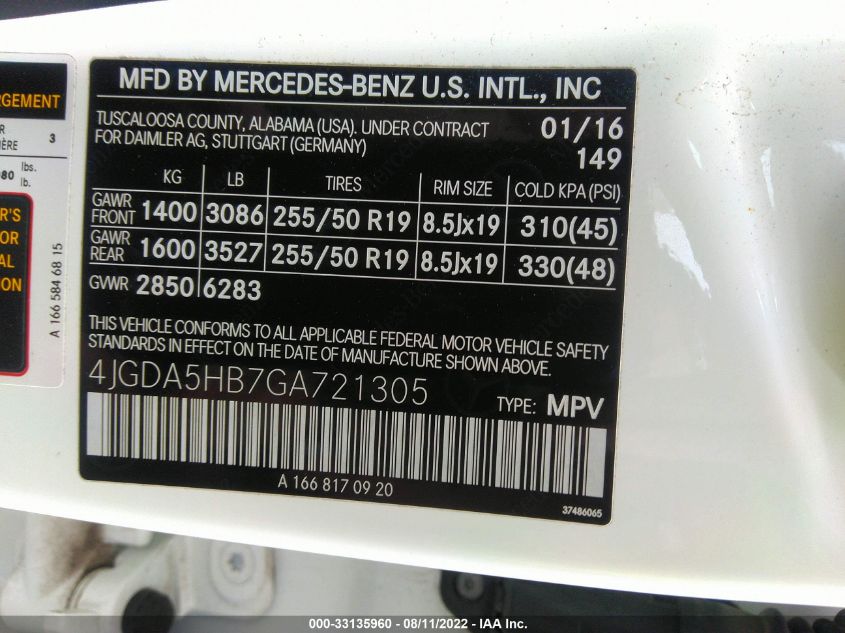 RGEMENT
3
lbs.
080 lb.
R'S
OR
AL
ION
A 166 584 68 15
MFD BY MERCEDES-BENZ U.S. INTL., INC
TUSCALOOSA COUNTY, ALABAMA (USA). UNDER CONTRACT
FOR DAIMLER AG, STUTTGART (GERMANY)
01/16
149
KG LB TIRES RIM SIZE COLD KPA (PSI)
GAWR FRONT 1400 3086 255/50 R19 8.5Jx19 310(45)
GAWR REAR 1600 3527 255/50 R19 8.5Jx19 330(48)
GVWR 2850 6283
THIS VEHICLE CONFORMS TO ALL APPLICABLE FEDERAL MOTOR VEHICLE SAFETY
STANDARDS IN EFFECT ON THE DATE OF MANUFACTURE SHOWN ABOVE.
4JGDA5HB7GA721305
TYPE: MPV
A 166 817 09 20
37486065
000-33135960 - 08/11/2022 - IAA Inc.